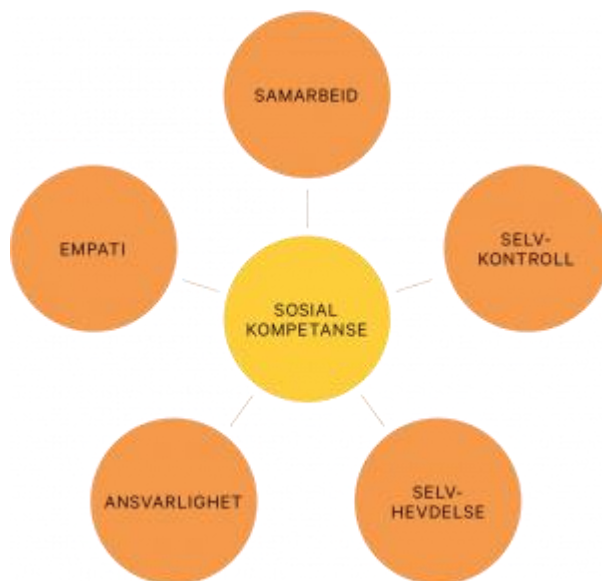 SAMARBEID
EMPATI
SELV-
KONTROLL
SOSIAL
KOMPETANSE
ANSVARLIGHET
SELV-
HEVDELSE